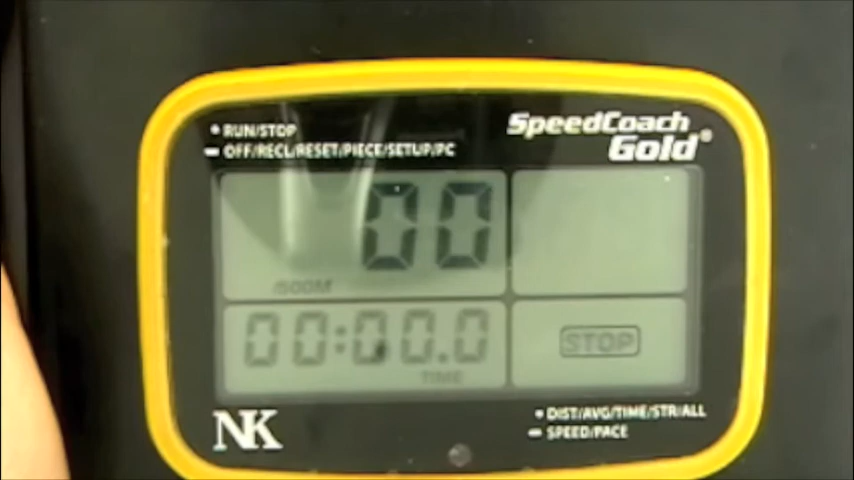 • RUN/STOP
— OFF/RECL/RESET/PIECE/SETUP/PC
SpeedCoach
Gold®
00
/500M
00:00.0
TIME
STOP
NK
• DIST/AVG/TIME/STR/ALL
— SPEED/PACE